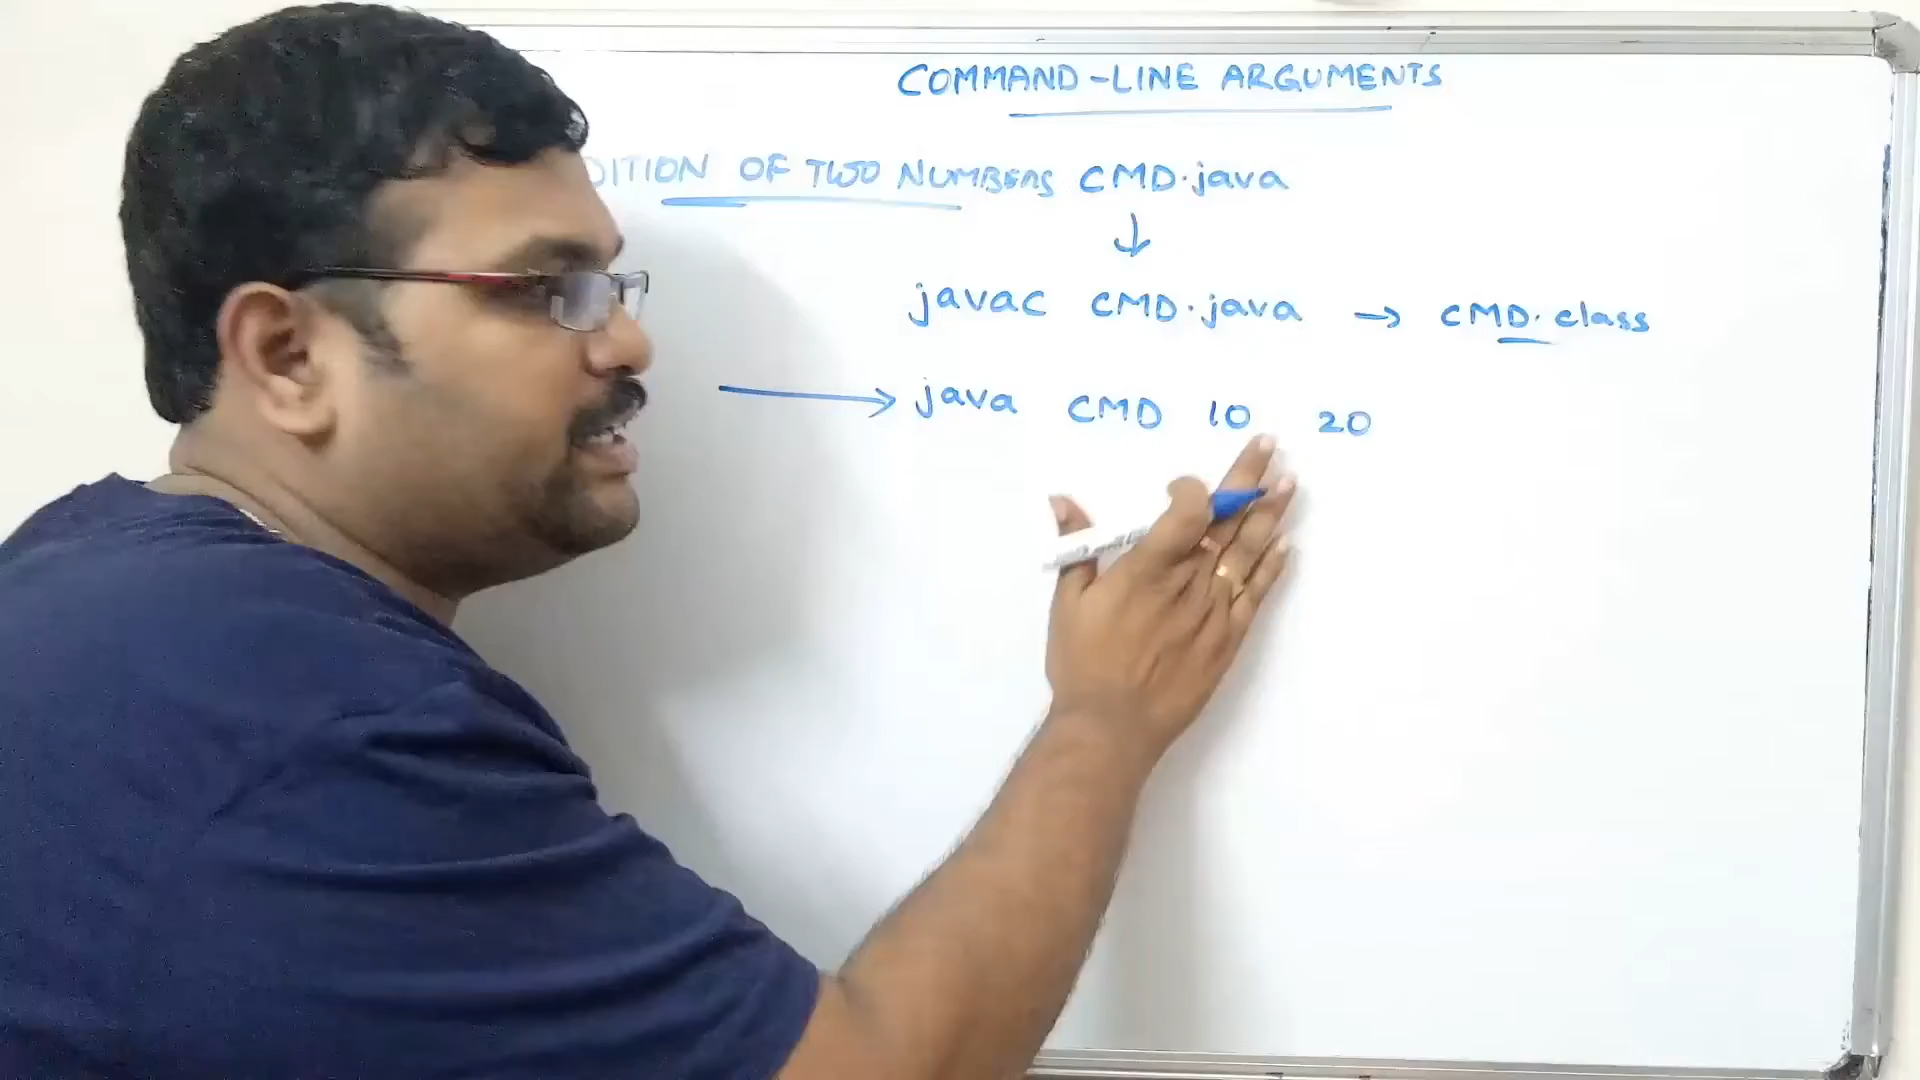 COMMAND-LINE ARGUMENTS
DITION OF TWO NUMBERS CMD.java
↓
javac CMD.java → CMD.class
→ java CMD 10 20